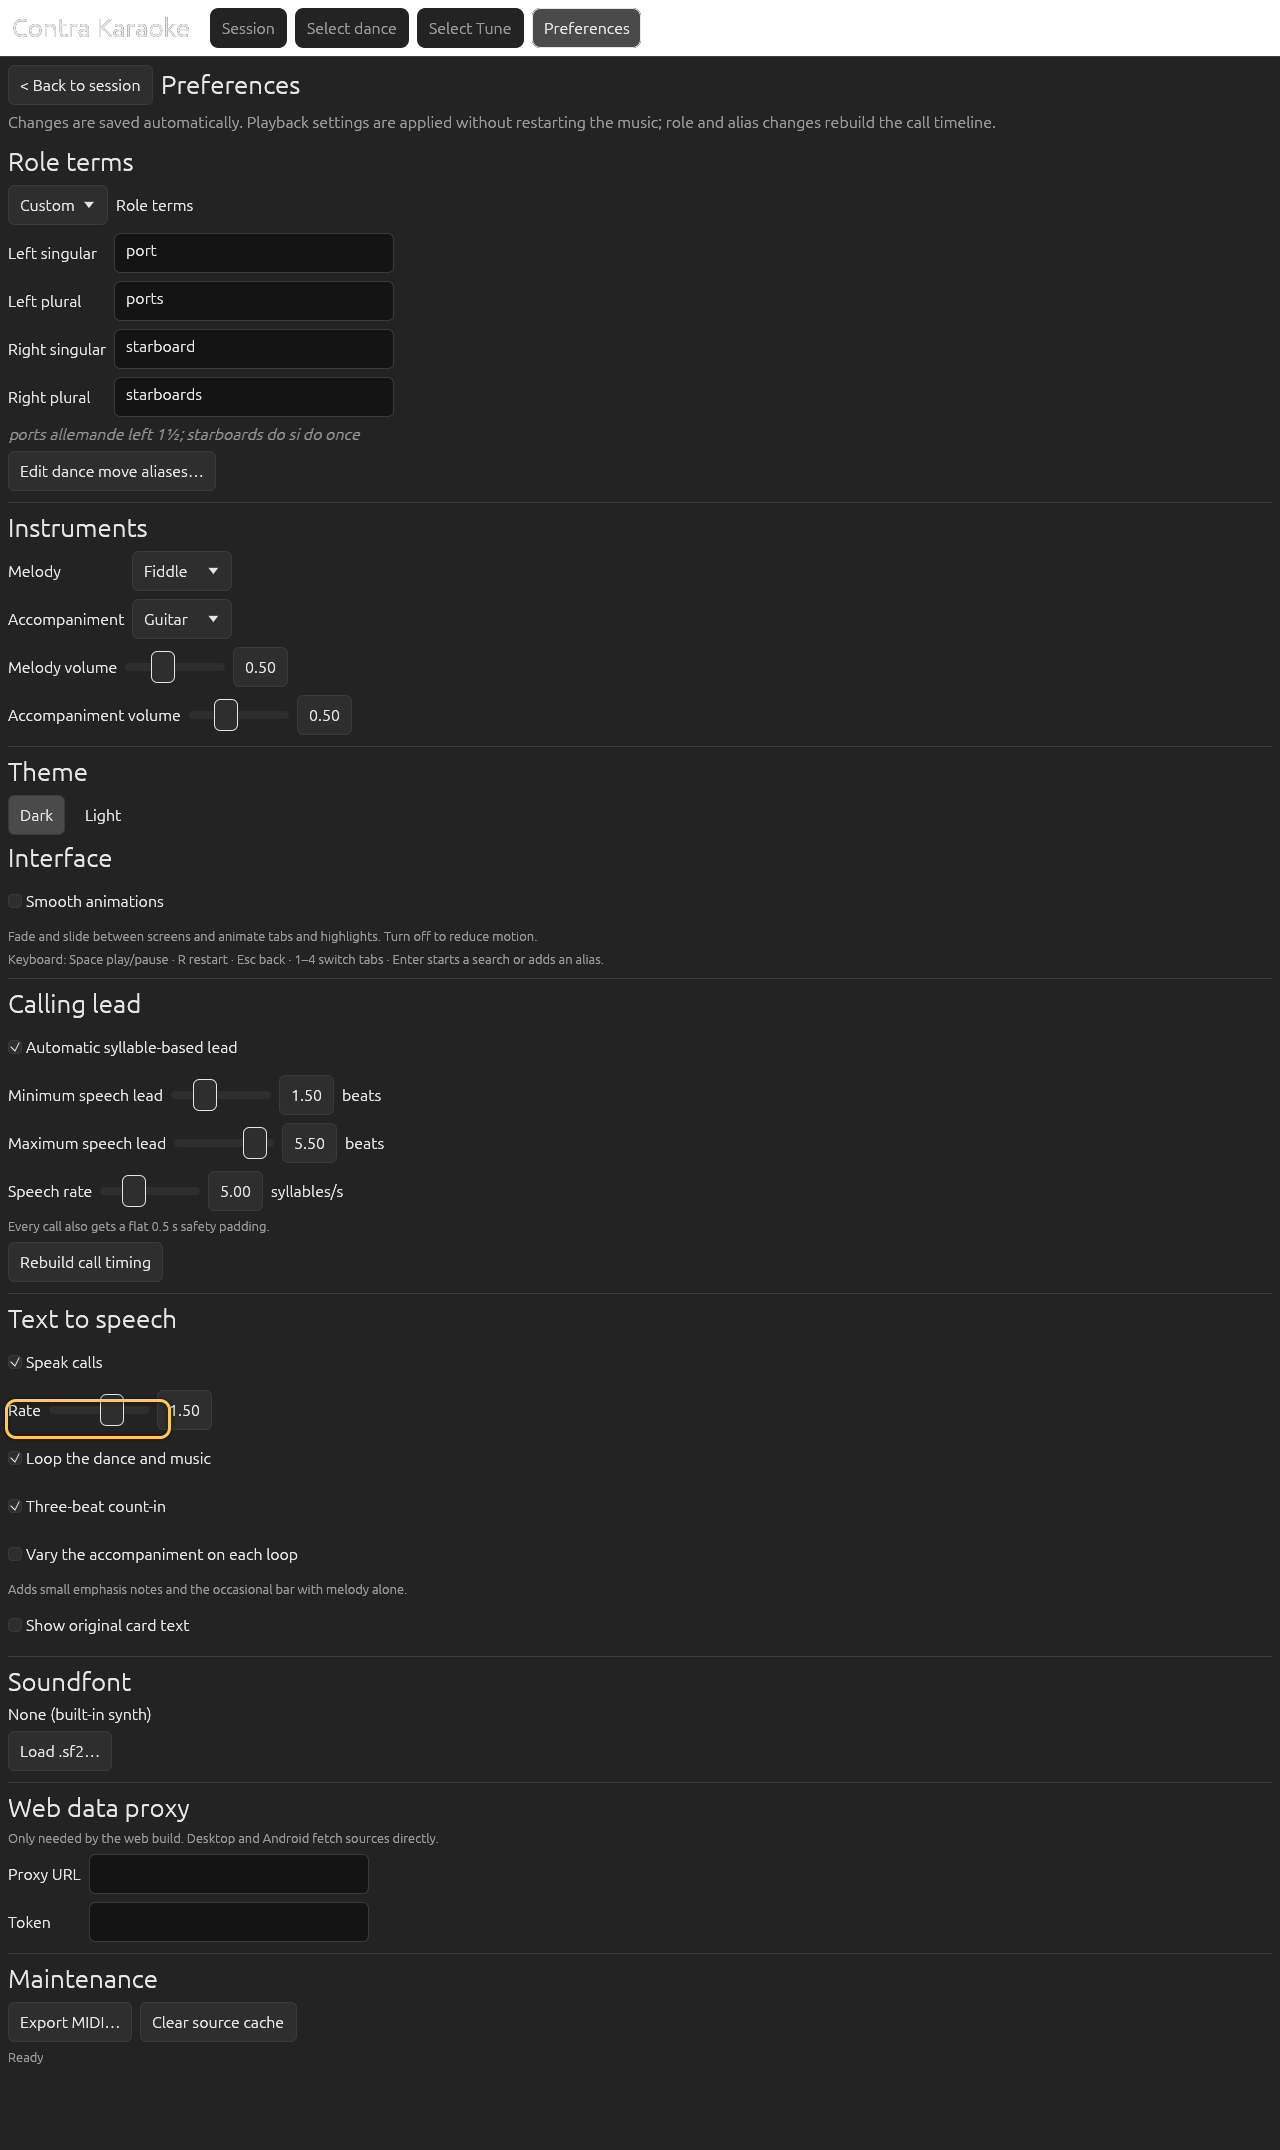 Contra Karaoke Session Select dance Select Tune Preferences
< Back to session Preferences
Changes are saved automatically. Playback settings are applied without restarting the music; role and alias changes rebuild the call timeline.
Role terms
Custom Role terms
Left singular port
Left plural ports
Right singular starboard
Right plural starboards
ports allemande left 1½; starboards do si do once
Edit dance move aliases...
Instruments
Melody Fiddle
Accompaniment Guitar
Melody volume 0.50
Accompaniment volume 0.50
Theme
Dark Light
Interface
Smooth animations
Fade and slide between screens and animate tabs and highlights. Turn off to reduce motion.
Keyboard: Space play/pause · R restart · Esc back · 1–4 switch tabs · Enter starts a search or adds an alias.
Calling lead
Automatic syllable-based lead
Minimum speech lead 1.50 beats
Maximum speech lead 5.50 beats
Speech rate 5.00 syllables/s
Every call also gets a flat 0.5 s safety padding.
Rebuild call timing
Text to speech
Speak calls
Rate 1.50
Loop the dance and music
Three-beat count-in
Vary the accompaniment on each loop
Adds small emphasis notes and the occasional bar with melody alone.
Show original card text
Soundfont
None (built-in synth)
Load .sf2...
Web data proxy
Only needed by the web build. Desktop and Android fetch sources directly.
Proxy URL
Token
Maintenance
Export MIDI... Clear source cache
Ready